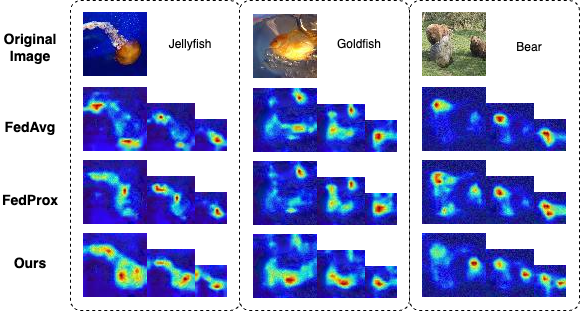 Original
Image
Jellyfish
Goldfish
Bear
FedAvg
FedProx
Ours